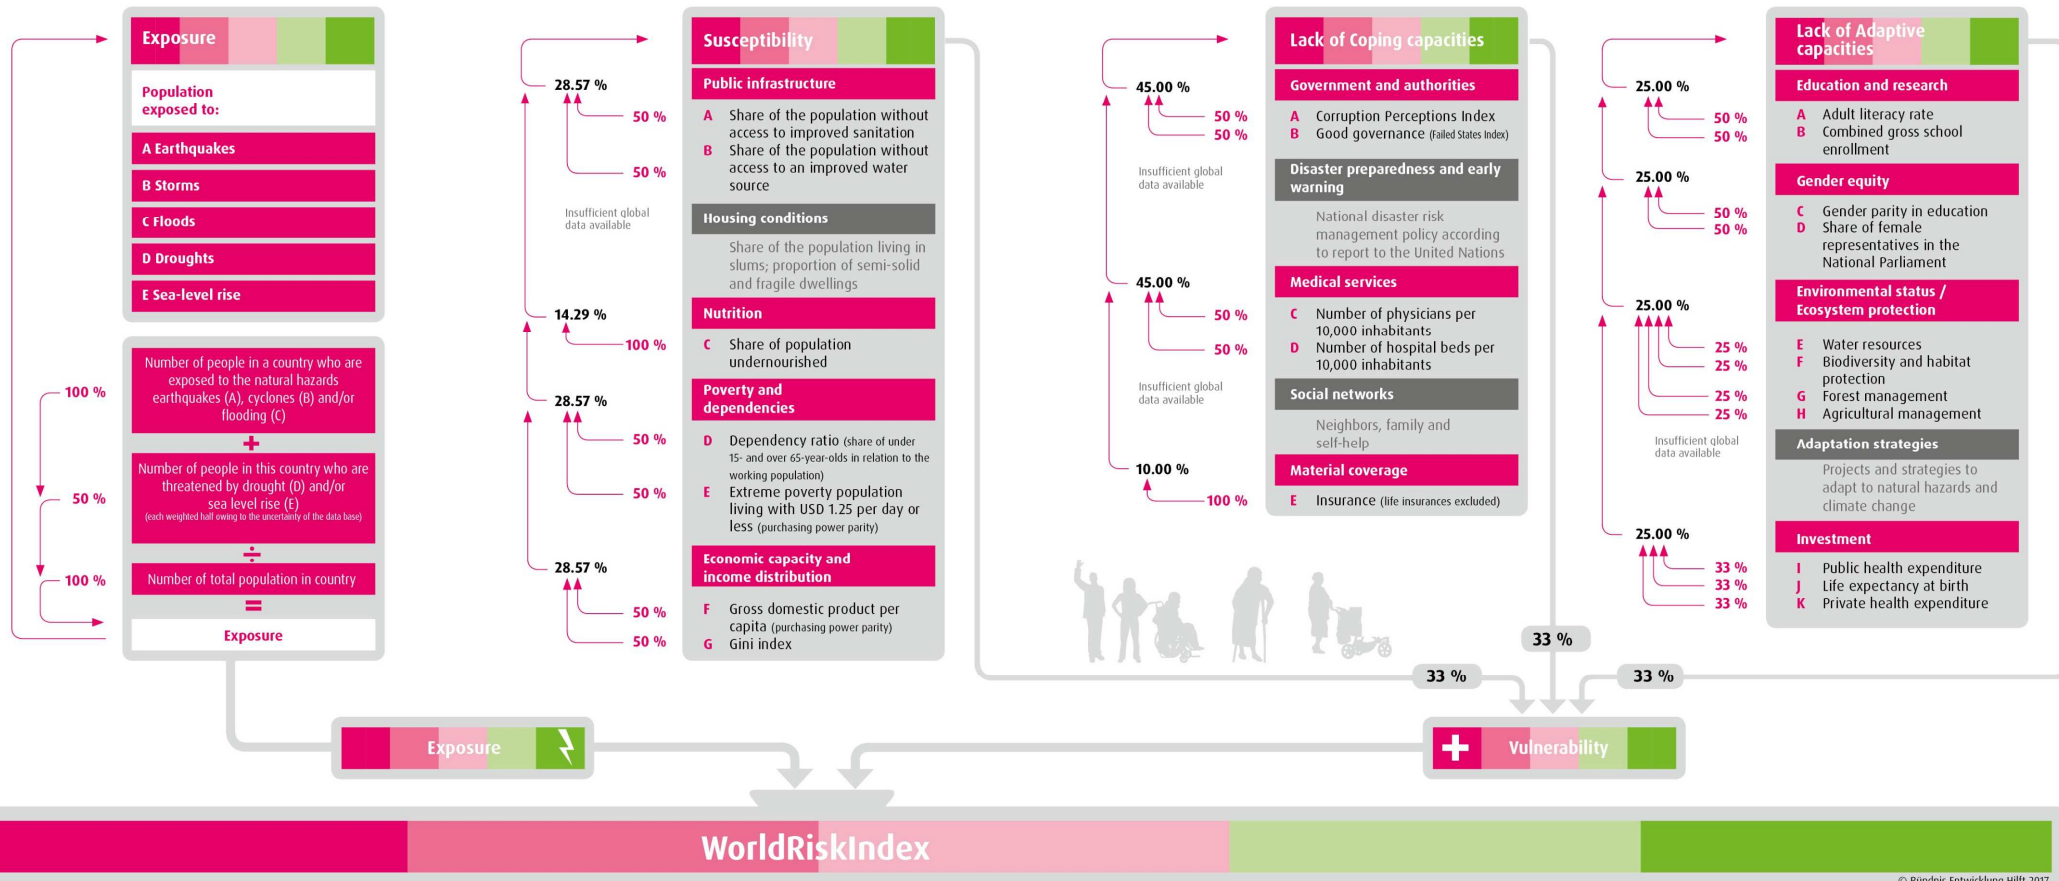 Exposure
Population
exposed to:
A Earthquakes
B Storms
C Floods
D Droughts
E Sea-level rise
100 %
Number of people in a country who are
exposed to the natural hazards
earthquakes (A), cyclones (B) and/or
flooding (C)
+
50 %
Number of people in this country who are
threatened by drought (D) and/or
sea level rise (E)
(each weighted half owing to the uncertainty of the data base)
÷
100 %
Number of total population in country
=
Exposure
Susceptibility
28.57 %
Public infrastructure
50 %
A Share of the population without
access to improved sanitation
50 %
B Share of the population without
access to an improved water
source
Insufficient global
data available
Housing conditions
Share of the population living in
slums; proportion of semi-solid
and fragile dwellings
14.29 %
Nutrition
100 %
C Share of population
undernourished
28.57 %
Poverty and
dependencies
50 %
D Dependency ratio (share of under
15- and over 65-year-olds in relation to the
working population)
50 %
E Extreme poverty population
living with USD 1.25 per day or
less (purchasing power parity)
28.57 %
Economic capacity and
income distribution
50 %
F Gross domestic product per
capita (purchasing power parity)
50 %
G Gini index
Lack of Coping capacities
45.00 %
Government and authorities
50 %
A Corruption Perceptions Index
50 %
B Good governance (Failed States Index)
Insufficient global
data available
Disaster preparedness and early
warning
National disaster risk
management policy according
to report to the United Nations
45.00 %
Medical services
50 %
C Number of physicians per
10,000 inhabitants
50 %
D Number of hospital beds per
10,000 inhabitants
Insufficient global
data available
Social networks
Neighbors, family and
self-help
10.00 %
Material coverage
100 %
E Insurance (life insurances excluded)
Lack of Adaptive
capacities
25.00 %
Education and research
50 %
A Adult literacy rate
50 %
B Combined gross school
enrollment
25.00 %
Gender equity
50 %
C Gender parity in education
50 %
D Share of female
representatives in the
National Parliament
25.00 %
Environmental status /
Ecosystem protection
25 %
E Water resources
25 %
F Biodiversity and habitat
protection
25 %
G Forest management
25 %
H Agricultural management
Insufficient global
data available
Adaptation strategies
Projects and strategies to
adapt to natural hazards and
climate change
25.00 %
Investment
33 %
I Public health expenditure
33 %
J Life expectancy at birth
33 %
K Private health expenditure
33 %
33 %
33 %
Exposure
+ Vulnerability
WorldRiskIndex
© Bündnis Entwicklung Hilft 2017